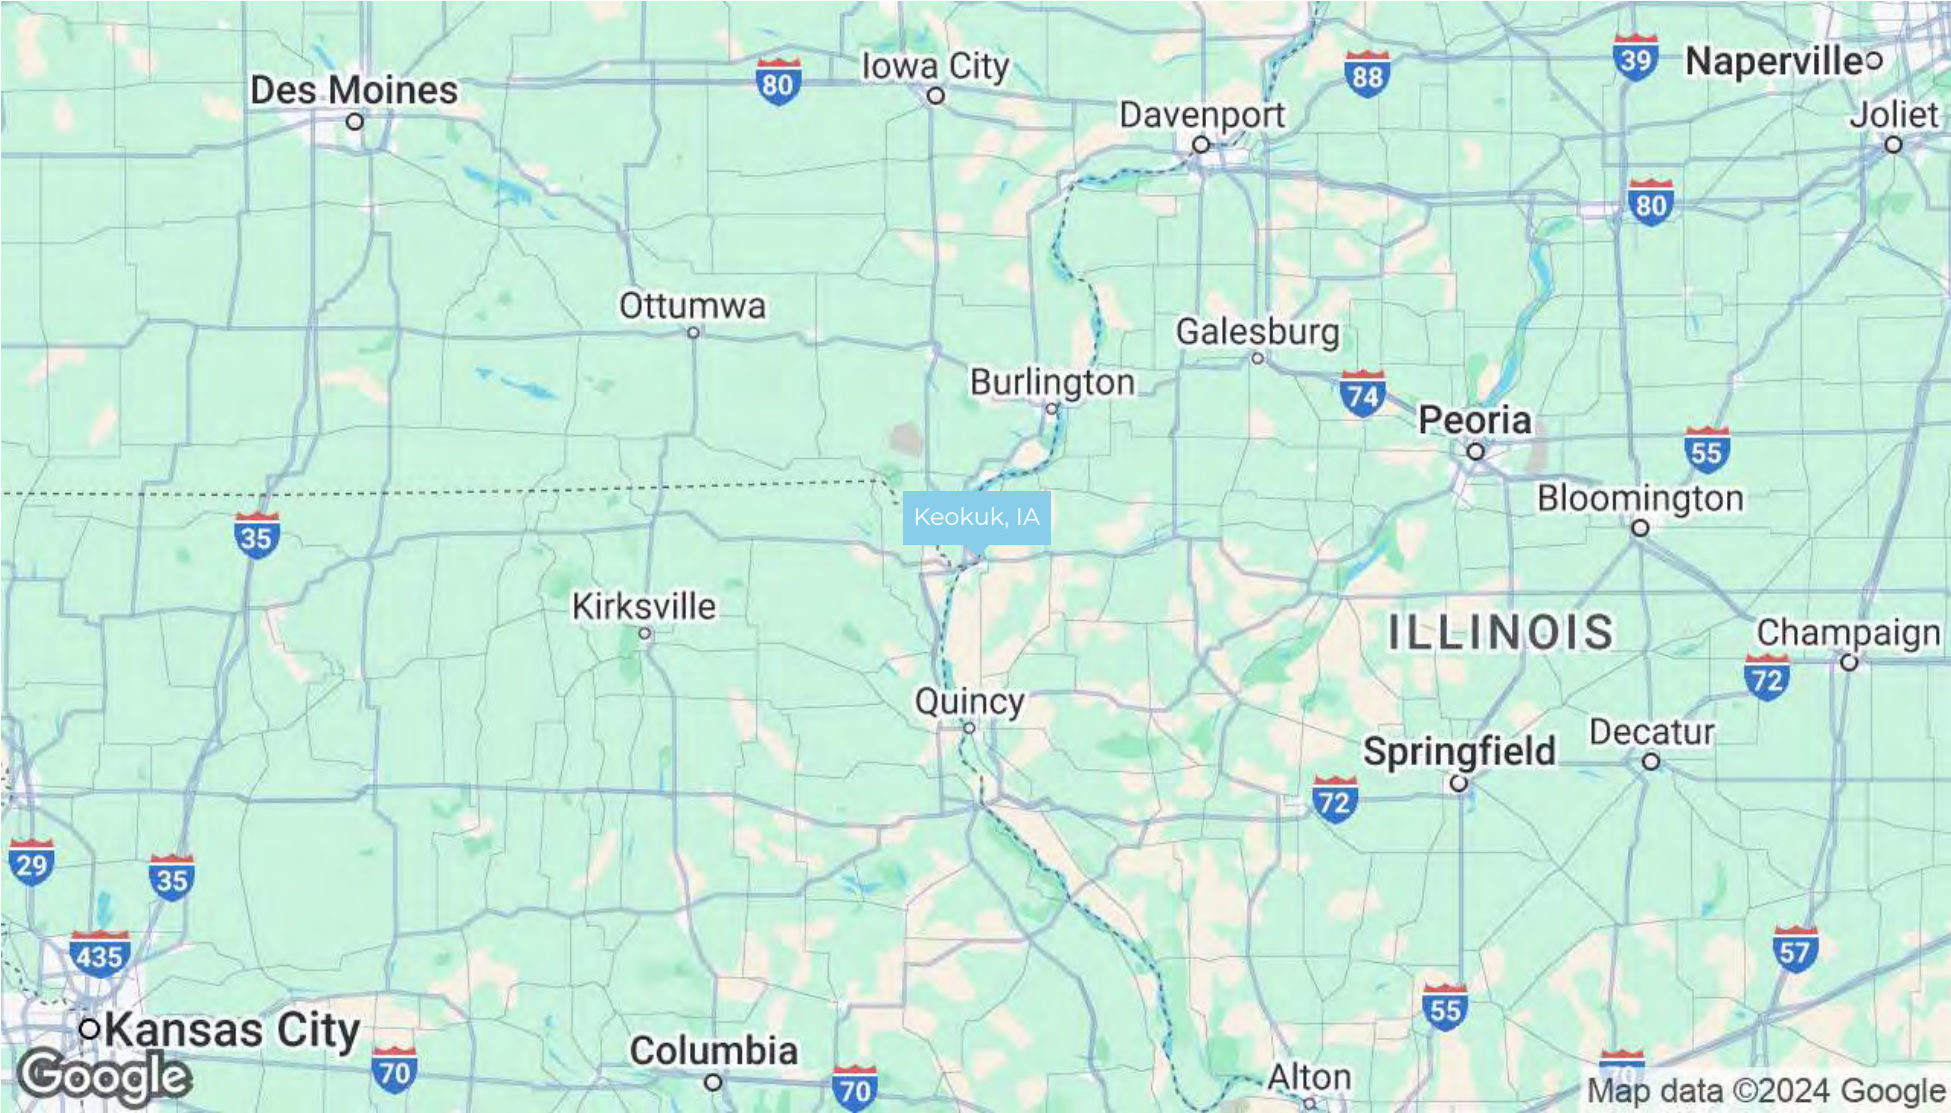 Des Moines
80
Iowa City
Davenport
88
39
Naperville
Joliet
80
Ottumwa
Galesburg
Burlington
74
Peoria
55
Bloomington
Keokuk, IA
35
Kirksville
ILLINOIS
Champaign
72
Quincy
Springfield
Decatur
72
29
35
435
57
55
Kansas City
Columbia
70
70
70
Alton
Google
Map data ©2024 Google